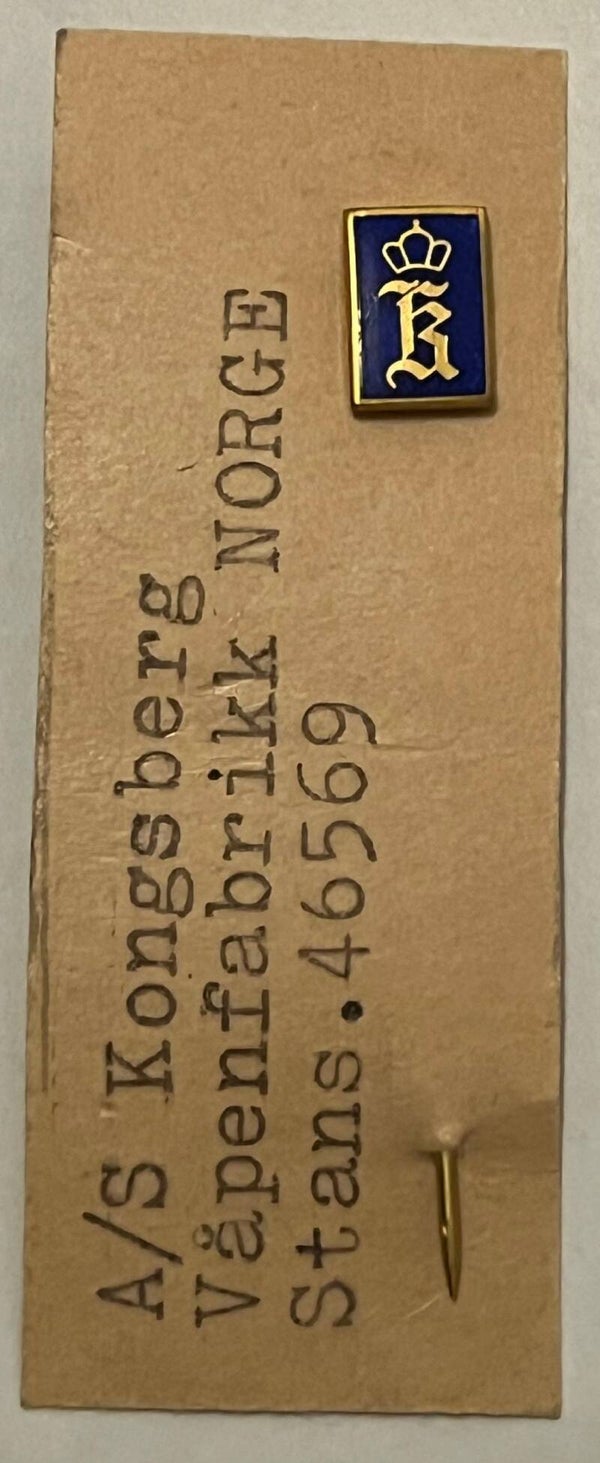 A/S Kongsberg
Våpenfabrikk NORGE
Stans.46569
K